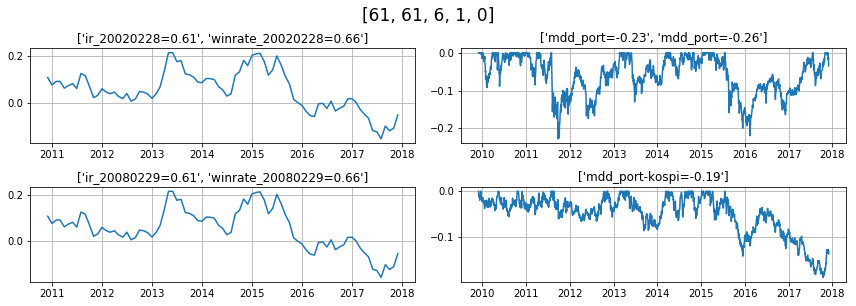 [61, 61, 6, 1, 0]
['ir_20020228=0.61', 'winrate_20020228=0.66']
0.2
0.0
2011 2012 2013 2014 2015 2016 2017 2018
['mdd_port=-0.23', 'mdd_port=-0.26']
0.0
−0.1
−0.2
2010 2011 2012 2013 2014 2015 2016 2017 2018
['ir_20080229=0.61', 'winrate_20080229=0.66']
0.2
0.0
2011 2012 2013 2014 2015 2016 2017 2018
['mdd_port-kospi=-0.19']
0.0
−0.1
2010 2011 2012 2013 2014 2015 2016 2017 2018